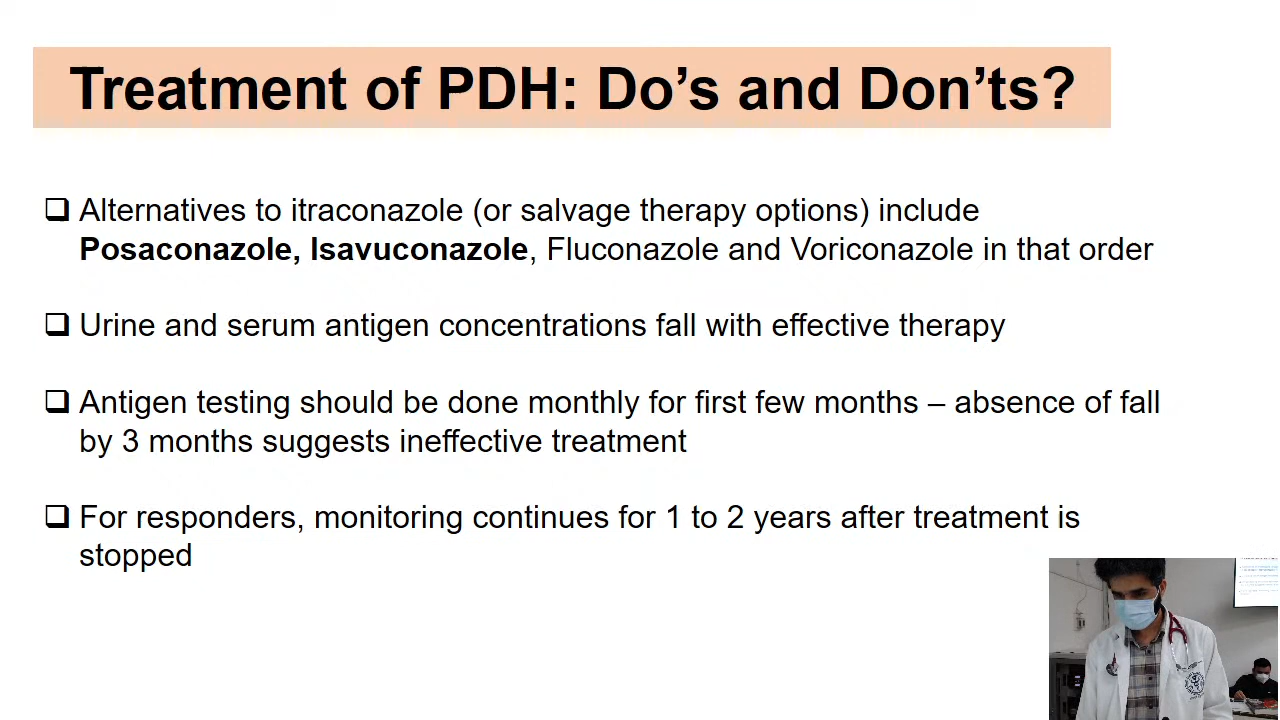 Treatment of PDH: Do’s and Don’ts?
❑ Alternatives to itraconazole (or salvage therapy options) include
Posaconazole, Isavuconazole, Fluconazole and Voriconazole in that order
❑ Urine and serum antigen concentrations fall with effective therapy
❑ Antigen testing should be done monthly for first few months – absence of fall
by 3 months suggests ineffective treatment
❑ For responders, monitoring continues for 1 to 2 years after treatment is
stopped